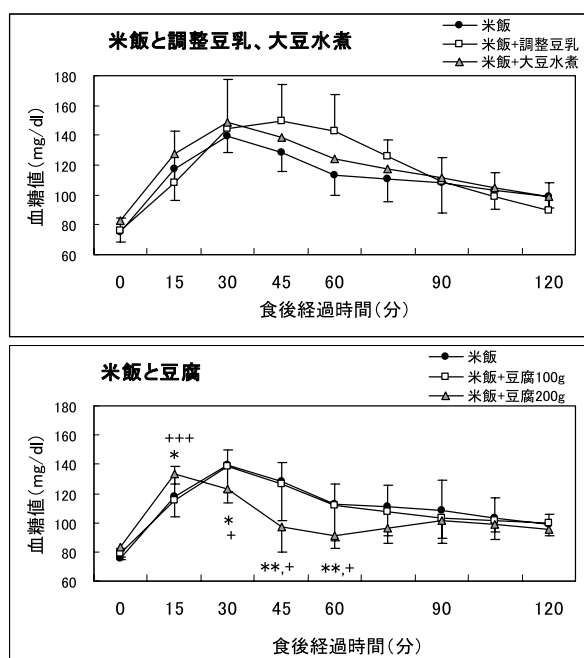 米飯と調整豆乳、大豆水煮
米飯
米飯+調整豆乳
米飯+大豆水煮
血糖値(mg/dl)
180
160
140
120
100
80
60
0 15 30 45 60 90 120
食後経過時間(分)
米飯と豆腐
米飯
米飯+豆腐100g
米飯+豆腐200g
血糖値(mg/dl)
180
160
140
120
100
80
60
+++
*
*
+
**,+ **,+
0 15 30 45 60 90 120
食後経過時間(分)